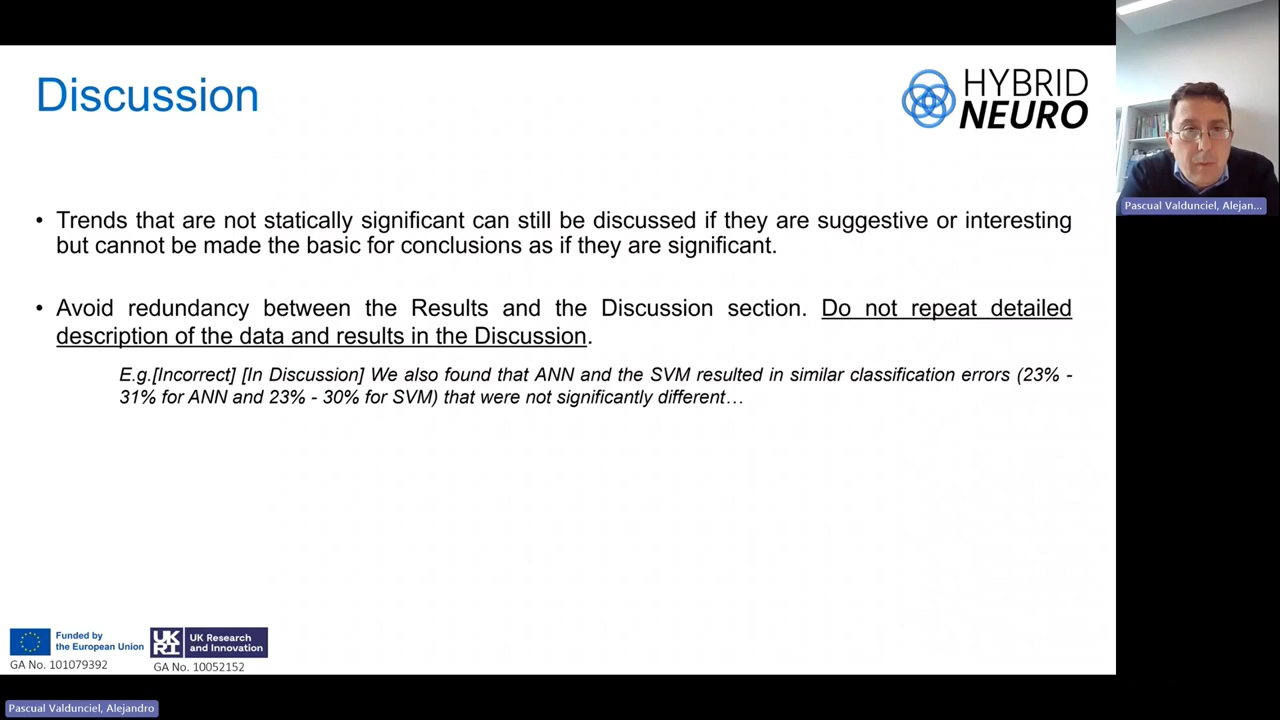 Discussion
HYBRID
NEURO
• Trends that are not statically significant can still be discussed if they are suggestive or interesting
but cannot be made the basic for conclusions as if they are significant.
• Avoid redundancy between the Results and the Discussion section. Do not repeat detailed
description of the data and results in the Discussion.
E.g.[Incorrect] [In Discussion] We also found that ANN and the SVM resulted in similar classification errors (23% -
31% for ANN and 23% - 30% for SVM) that were not significantly different…
Pascual Valdunciel, Alejan...
Funded by
the European Union
GA No. 101079392
UKRI
UK Research
and Innovation
GA No. 10052152
Pascual Valdunciel, Alejandro